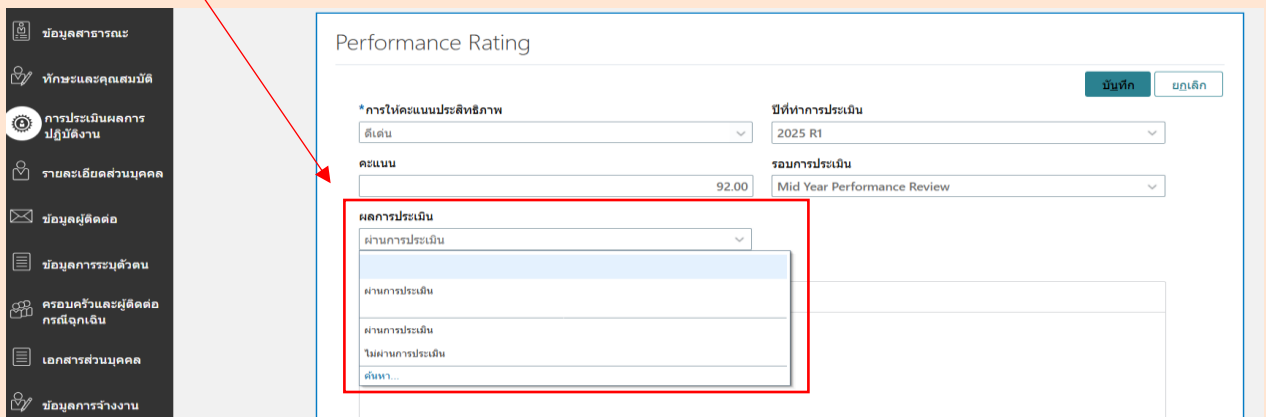 ข้อมูลสาธารณะ
ทักษะและคุณสมบัติ
การประเมินผลการ
ปฏิบัติงาน
รายละเอียดส่วนบุคคล
ข้อมูลผู้ติดต่อ
ข้อมูลการระบุตัวตน
ครอบครัวและผู้ติดต่อ
กรณีฉุกเฉิน
เอกสารส่วนบุคคล
ข้อมูลการจ้างงาน
Performance Rating
บันทึก
ยกเลิก
*การให้คะแนนประสิทธิภาพ
ดีเด่น
ปีที่ทำการประเมิน
2025 R1
คะแนน
92.00
รอบการประเมิน
Mid Year Performance Review
ผลการประเมิน
ผ่านการประเมิน
ผ่านการประเมิน
ผ่านการประเมิน
ไม่ผ่านการประเมิน
ค้นหา...